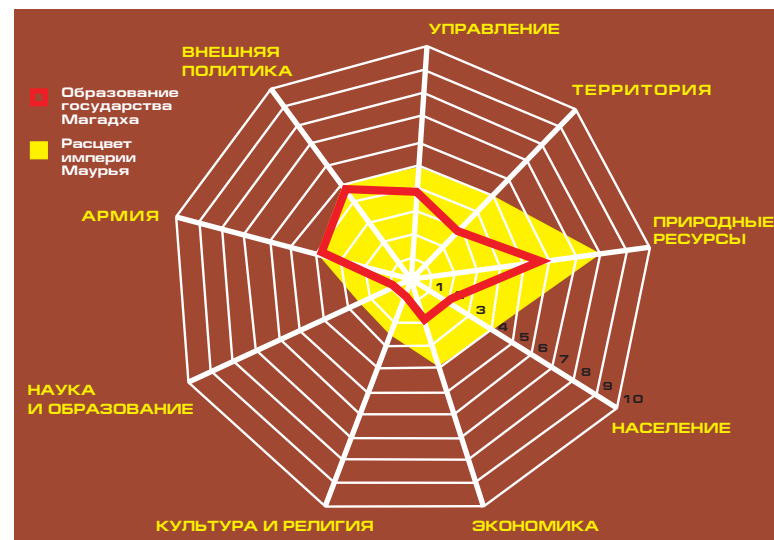 УПРАВЛЕНИЕ
ВНЕШНЯЯ
ПОЛИТИКА
ТЕРРИТОРИЯ
Образование
государства
Магадха
Расцвет
империи
Маурья
АРМИЯ
ПРИРОДНЫЕ
РЕСУРСЫ
1
3
4
5
6
7
8
9
10
НАУКА
И ОБРАЗОВАНИЕ
НАСЕЛЕНИЕ
КУЛЬТУРА И РЕЛИГИЯ
ЭКОНОМИКА